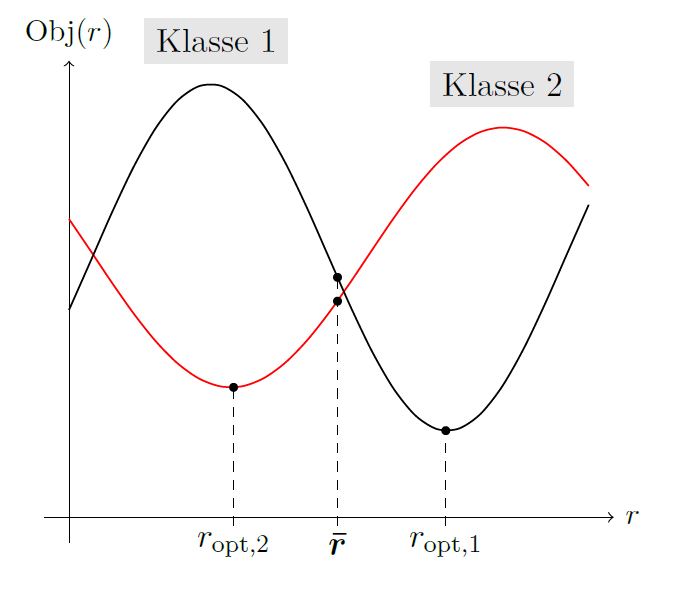 Obj(r)
Klasse 1
Klasse 2
r
r_opt,2
r̄
r_opt,1